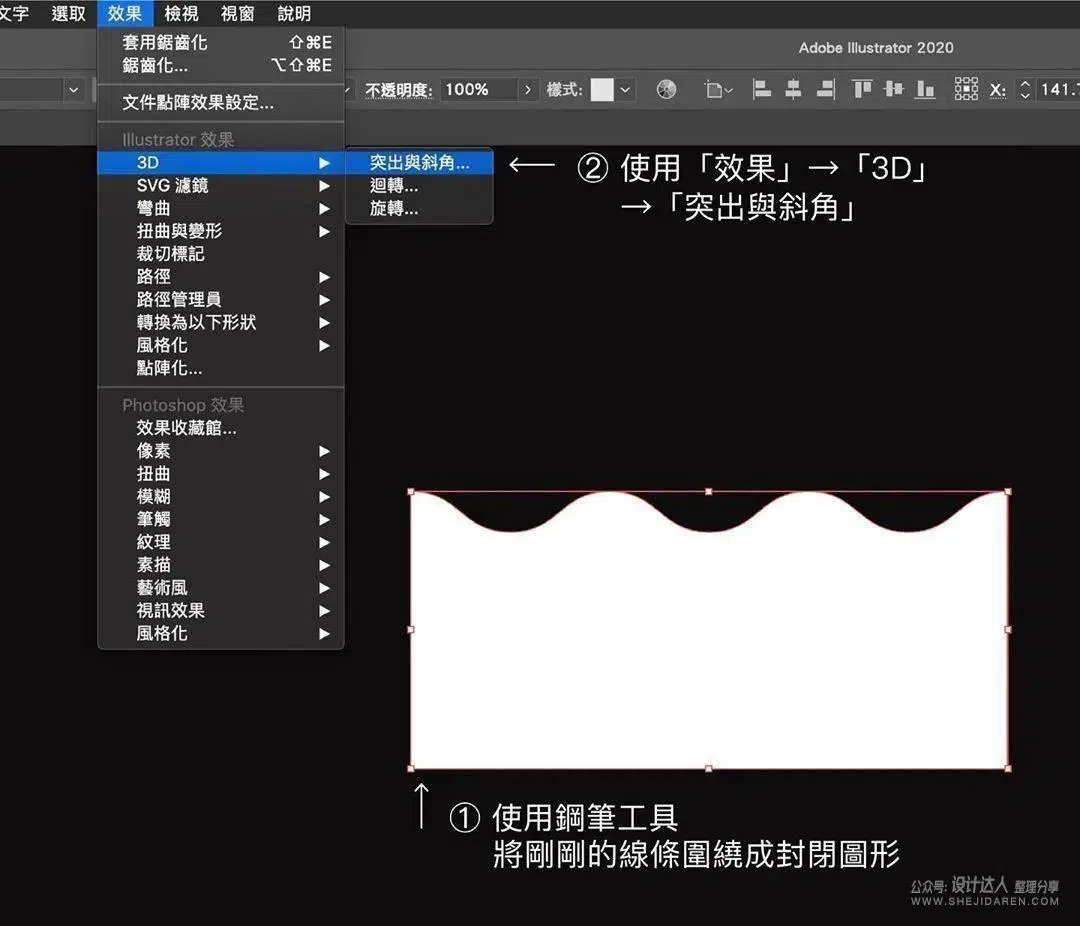 文字 選取 效果 檢視 視窗 說明
Adobe Illustrator 2020
套用鋸齒化 ⇧⌘E
鋸齒化... ⌥⇧⌘E
不透明度: 100% 樣式: X: 141.7
文件點陣效果設定...
Illustrator 效果
3D
突出與斜角...
SVG 濾鏡
迴轉...
彎曲
旋轉...
扭曲與變形
裁切標記
路徑
路徑管理員
轉換為以下形狀
風格化
點陣化...
② 使用「效果」→「3D」
→「突出與斜角」
Photoshop 效果
效果收藏館...
像素
扭曲
模糊
筆觸
紋理
素描
藝術風
視訊效果
風格化
① 使用鋼筆工具
將剛剛的線條圍繞成封閉圖形
公众号: 设计达人 整理分享
WWW.SHEJIDAREN.COM